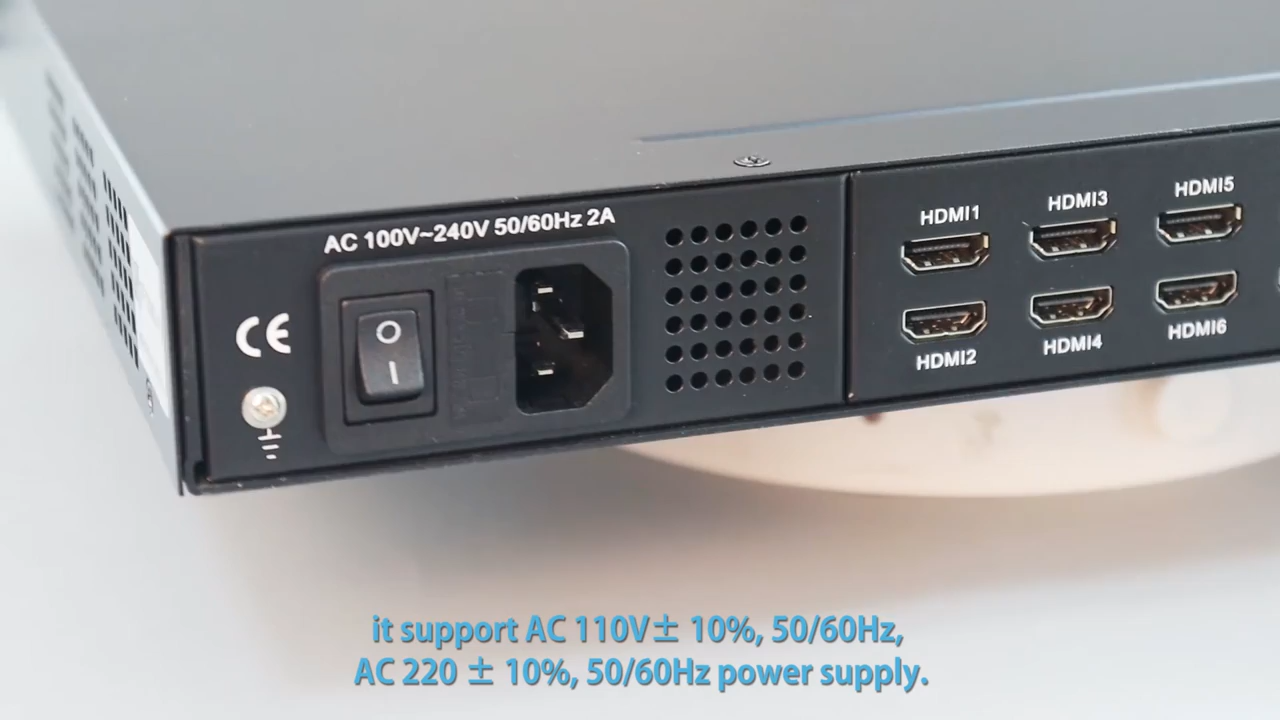 AC 100V~240V 50/60Hz 2A
CE
O
I
HDMI1
HDMI3
HDMI5
HDMI2
HDMI4
HDMI6
it support AC 110V± 10%, 50/60Hz,
AC 220 ± 10%, 50/60Hz power supply.